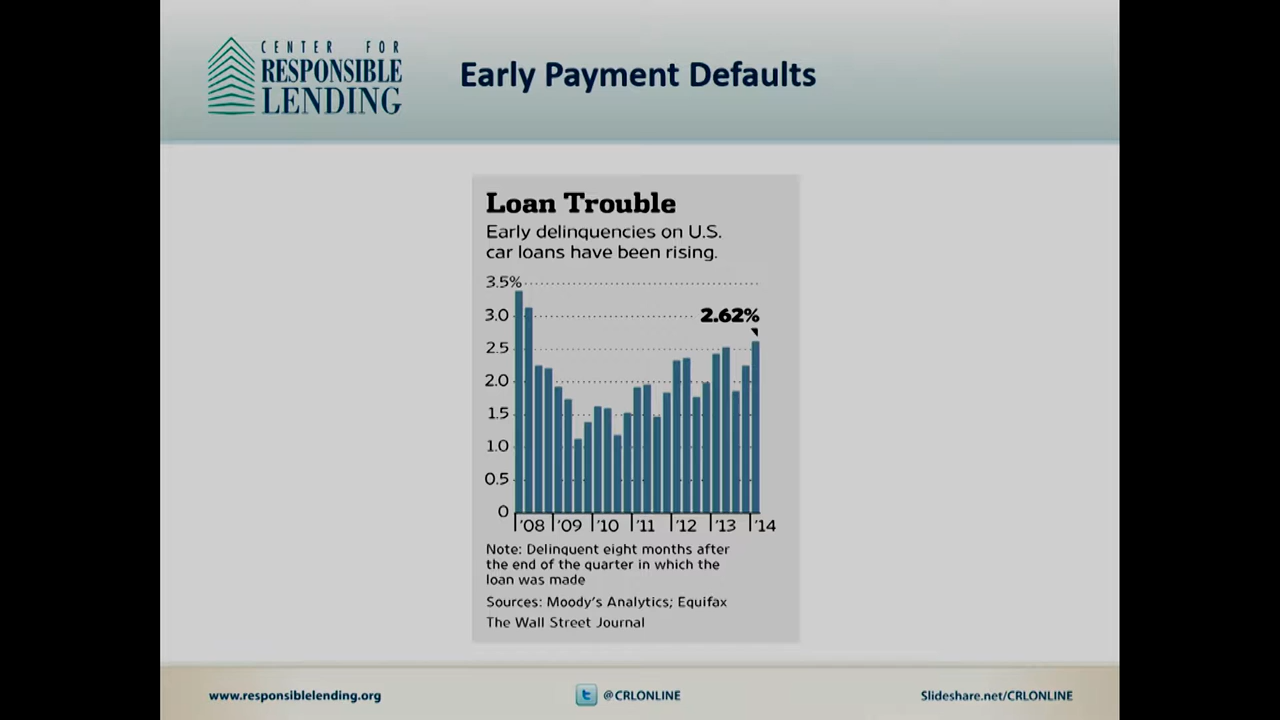 CENTER FOR
RESPONSIBLE
LENDING
Early Payment Defaults
Loan Trouble
Early delinquencies on U.S.
car loans have been rising.
3.5%
3.0
2.62%
2.5
2.0
1.5
1.0
0.5
0
'08 '09 '10 '11 '12 '13 '14
Note: Delinquent eight months after
the end of the quarter in which the
loan was made
Sources: Moody's Analytics; Equifax
The Wall Street Journal
www.responsiblelending.org
@CRLONLINE
Slideshare.net/CRLONLINE